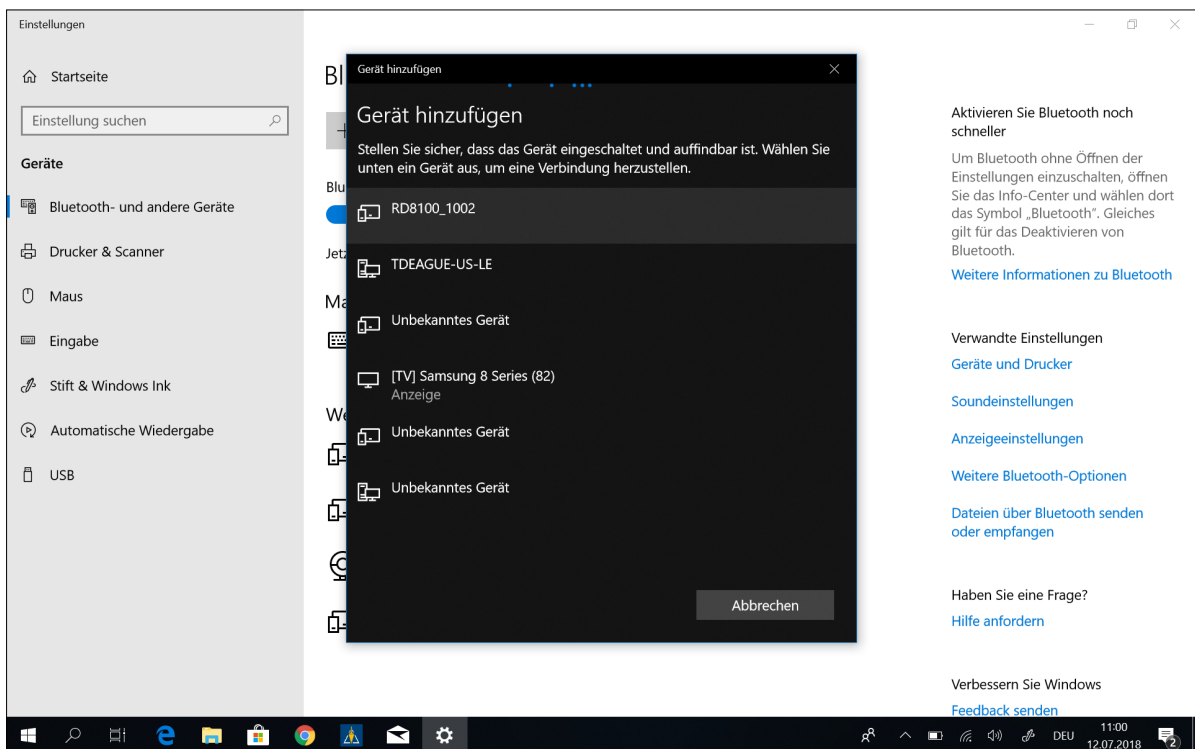 Einstellungen
Startseite
Einstellung suchen
Geräte
Bluetooth- und andere Geräte
Drucker & Scanner
Maus
Eingabe
Stift & Windows Ink
Automatische Wiedergabe
USB
Bl
Blu
Jetz
Ma
We
Gerät hinzufügen
Gerät hinzufügen
Stellen Sie sicher, dass das Gerät eingeschaltet und auffindbar ist. Wählen Sie
unten ein Gerät aus, um eine Verbindung herzustellen.
RD8100_1002
TDEAGUE-US-LE
Unbekanntes Gerät
[TV] Samsung 8 Series (82)
Anzeige
Unbekanntes Gerät
Unbekanntes Gerät
Abbrechen
Aktivieren Sie Bluetooth noch
schneller
Um Bluetooth ohne Öffnen der
Einstellungen einzuschalten, öffnen
Sie das Info-Center und wählen dort
das Symbol „Bluetooth“. Gleiches
gilt für das Deaktivieren von
Bluetooth.
Weitere Informationen zu Bluetooth
Verwandte Einstellungen
Geräte und Drucker
Soundeinstellungen
Anzeigeeinstellungen
Weitere Bluetooth-Optionen
Dateien über Bluetooth senden
oder empfangen
Haben Sie eine Frage?
Hilfe anfordern
Verbessern Sie Windows
Feedback senden
DEU
11:00
12.07.2018
2